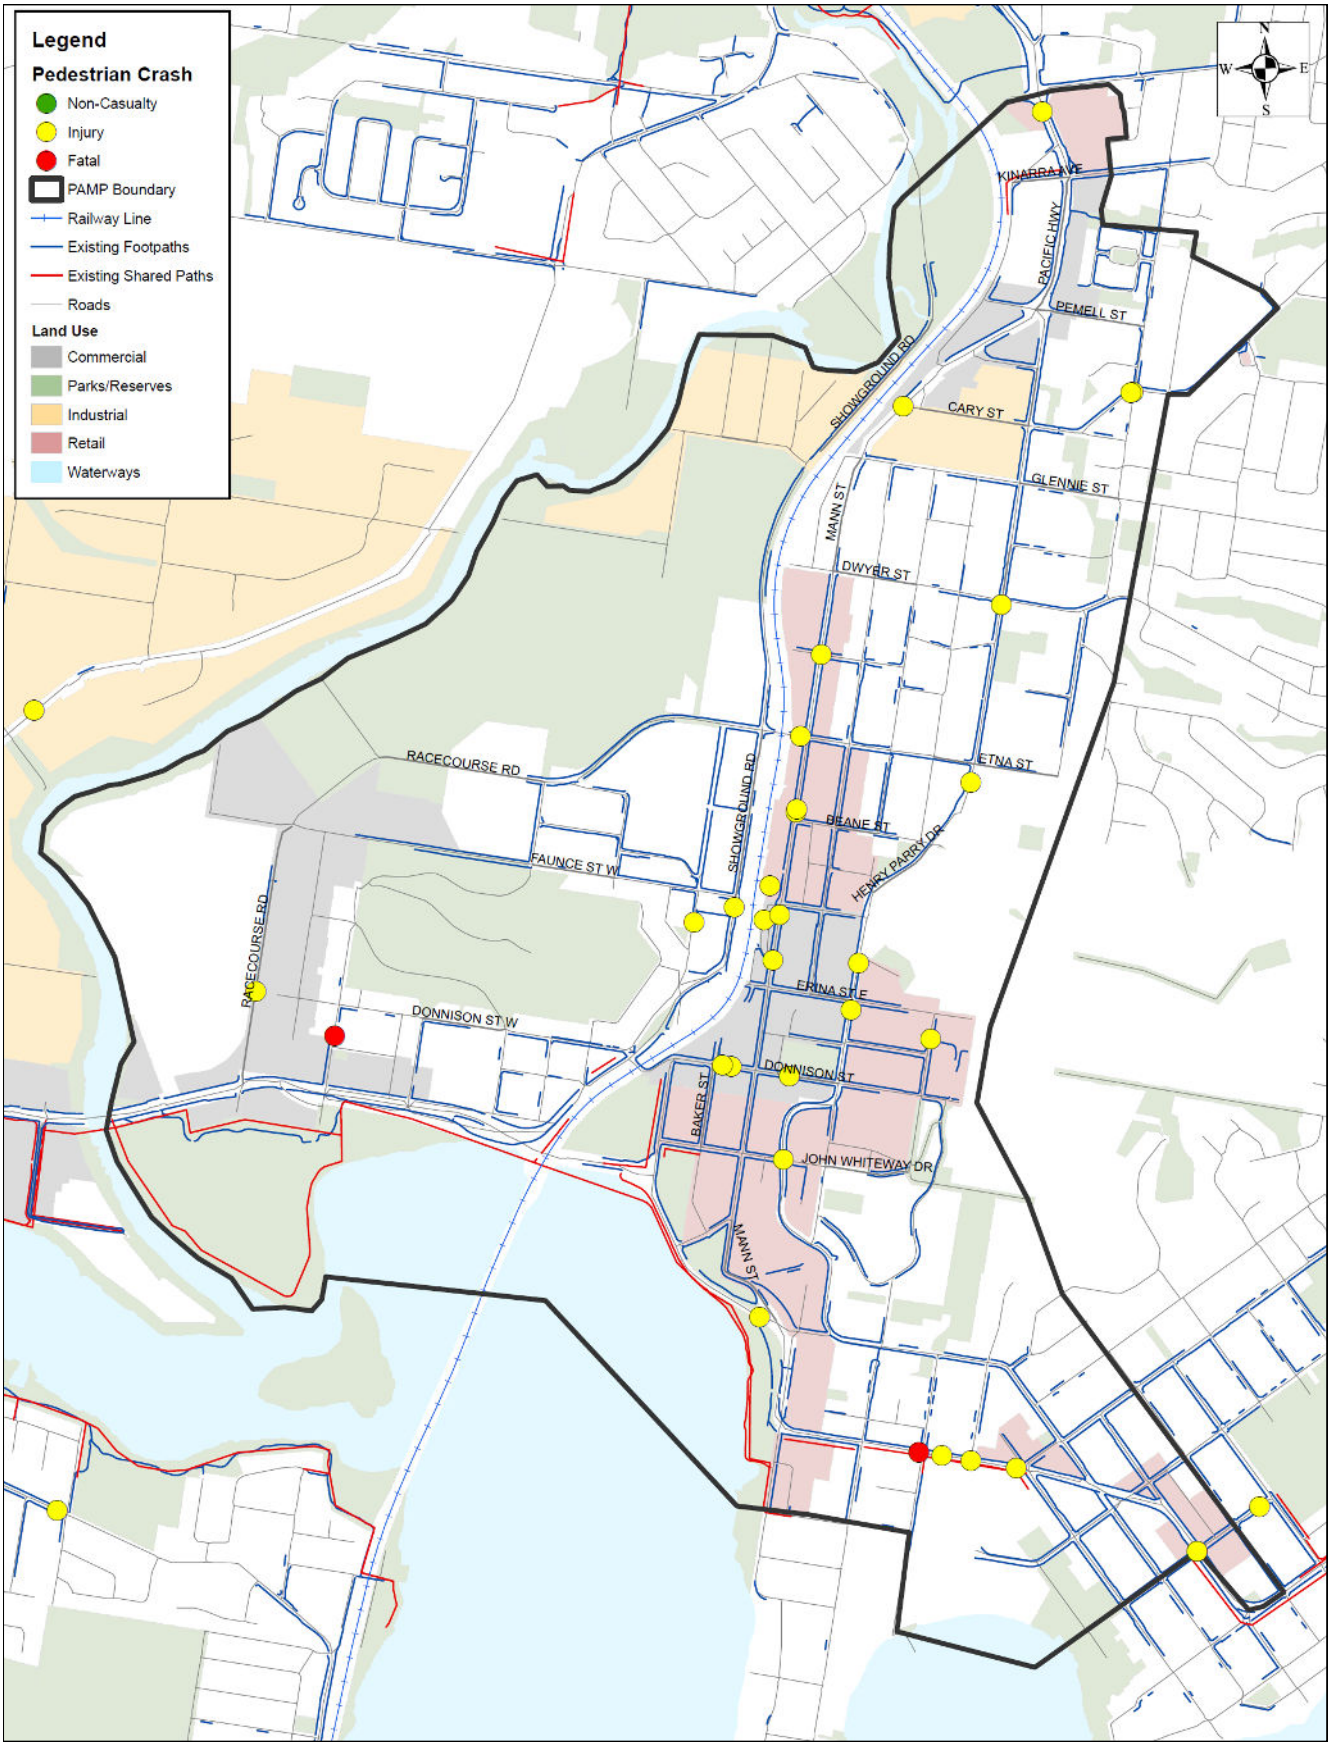 Legend
Pedestrian Crash
Non-Casualty
Injury
Fatal
PAMP Boundary
Railway Line
Existing Footpaths
Existing Shared Paths
Roads
Land Use
Commercial
Parks/Reserves
Industrial
Retail
Waterways
N
W
E
S
KINARRA AVE
PACIFIC HWY
PEMELL ST
SHOWGROUND RD
CARY ST
GLENNIE ST
MANN ST
DWYER ST
RACECOURSE RD
ETNA ST
SHOWGROUND RD
BEANE ST
FAUNCE ST W
HENRY PARRY DR
RACECOURSE RD
ERINA ST E
DONNISON ST W
DONNISON ST
BAKER ST
JOHN WHITEWAY DR
MANN ST